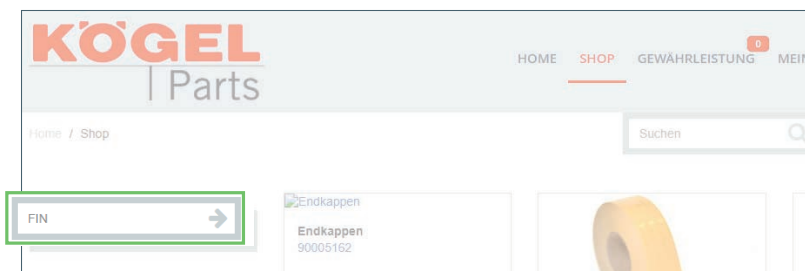 KÖGEL
Parts
HOME SHOP GEWÄHRLEISTUNG 0
Home / Shop
Suchen
FIN
Endkappen
Endkappen
90005162